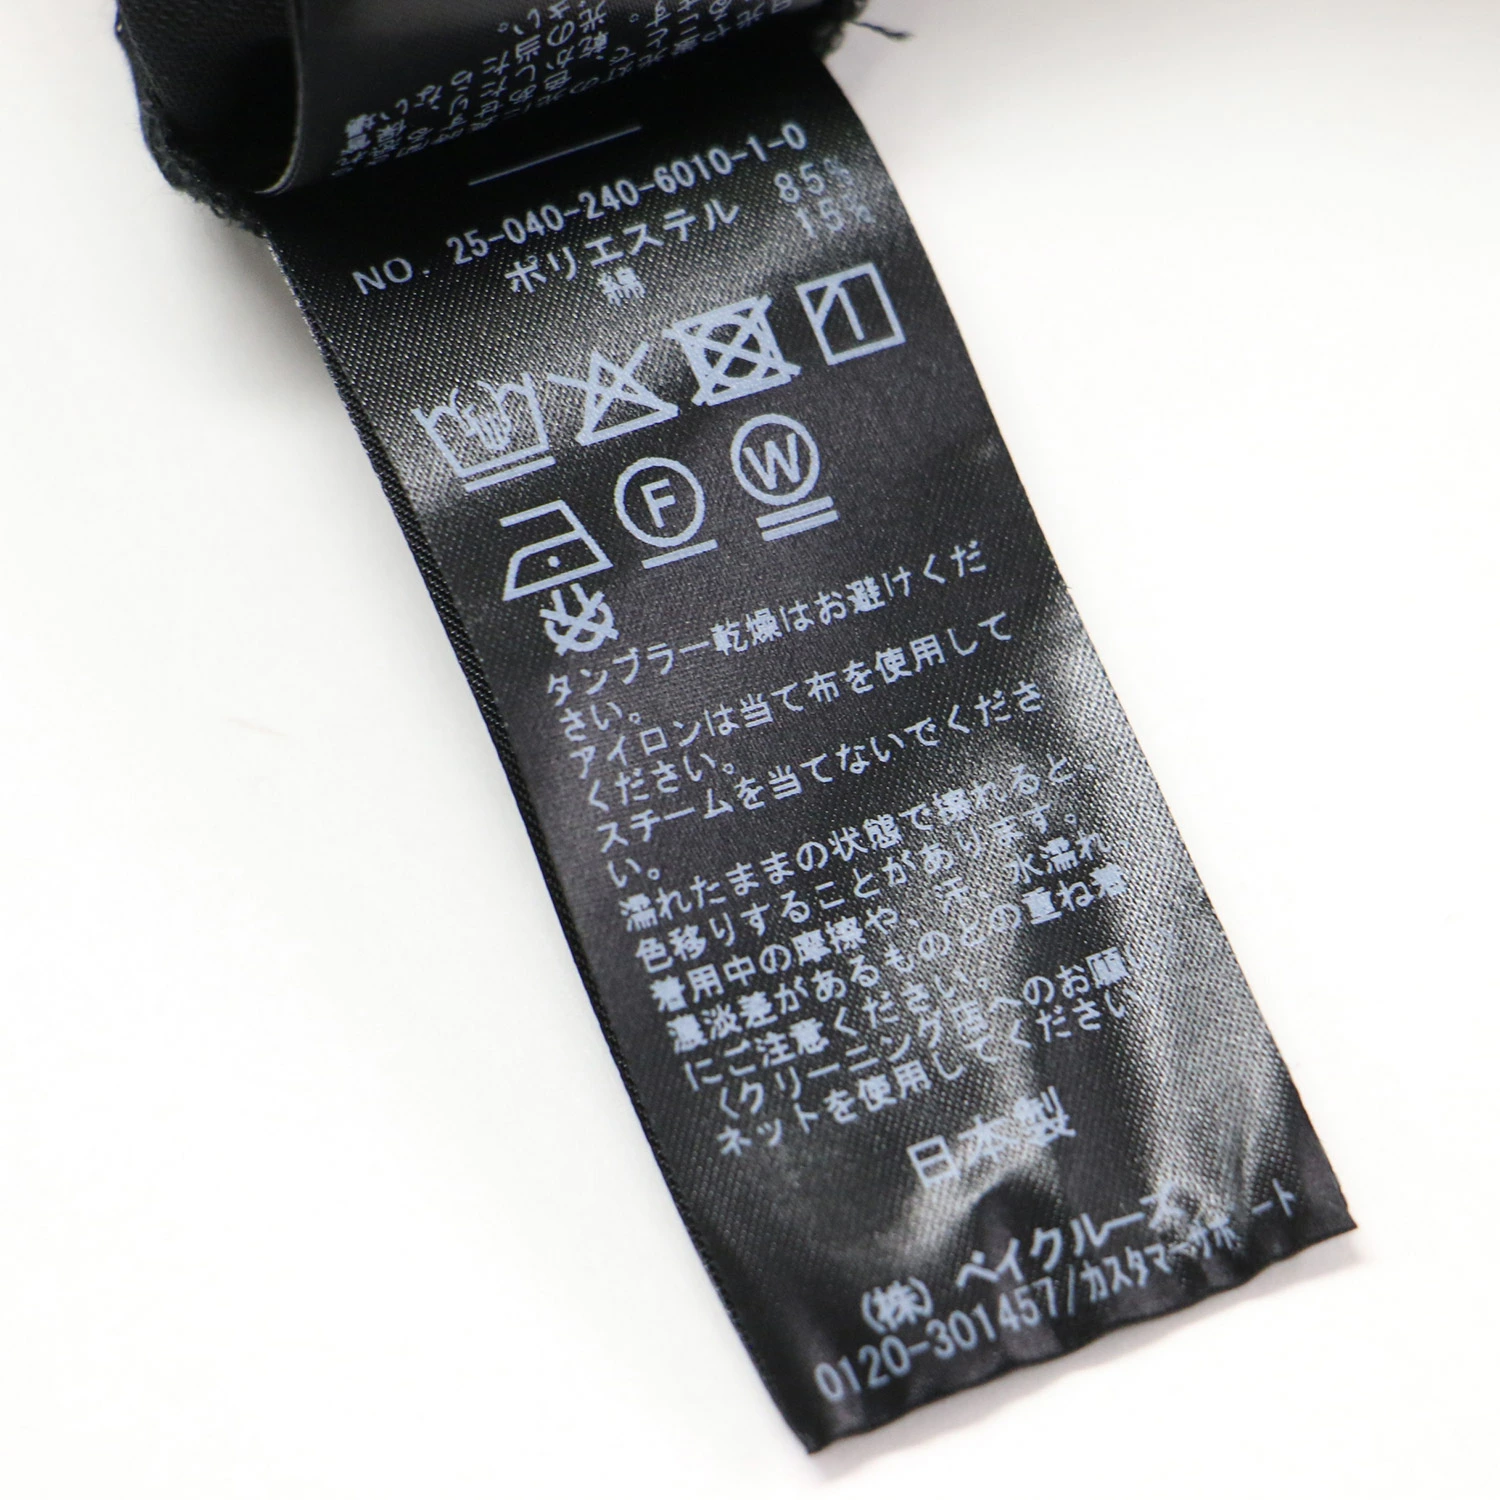 NO. 25-040-240-6010-1-0
ポリエステル 85%
綿 15%
F W
タンブラー乾燥はお避けくだ
さい。
アイロンは当て布を使用して
ください。
スチームを当てないでくださ
い。
濡れたままの状態で擦れると、
色移りすることがあります。
着用中の摩擦や、汗、水濡れ
濃淡差があるものとの重ね着
にご注意ください。
〈クリーニング店へのお願い〉
ネットを使用してください
日本製
(株) ベイクルーズ
0120-301457/カスタマーサポート